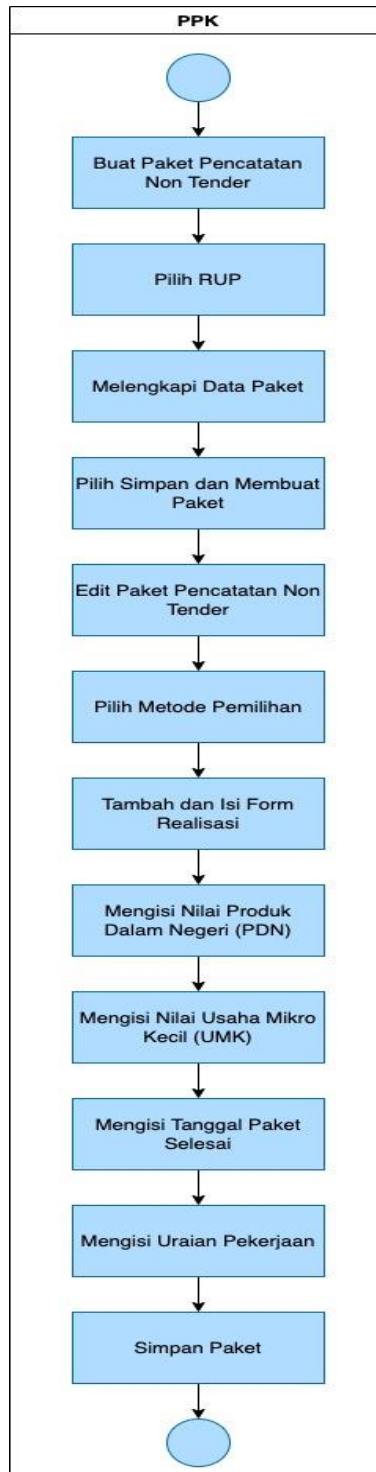 PPK
Buat Paket Pencatatan
Non Tender
Pilih RUP
Melengkapi Data Paket
Pilih Simpan dan Membuat
Paket
Edit Paket Pencatatan Non
Tender
Pilih Metode Pemilihan
Tambah dan Isi Form
Realisasi
Mengisi Nilai Produk
Dalam Negeri (PDN)
Mengisi Nilai Usaha Mikro
Kecil (UMK)
Mengisi Tanggal Paket
Selesai
Mengisi Uraian Pekerjaan
Simpan Paket